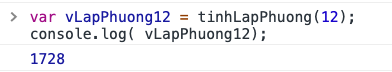 > var vLapPhuong12 = tinhLapPhuong(12);
console.log( vLapPhuong12);
1728